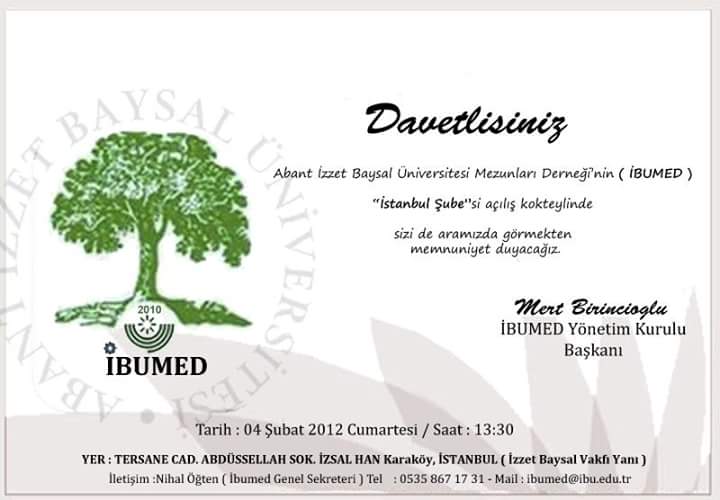 Davetlisiniz
Abant İzzet Baysal Üniversitesi Mezunları Derneği'nin ( İBUMED )
“İstanbul Şube"si açılış kokteylinde
sizi de aramızda görmekten
memnuniyet duyacağız.
Mert Birincioglu
İBUMED Yönetim Kurulu
Başkanı
ABANT İZZET BAYSAL ÜNİVERSİTESİ
2010
İBUMED
Tarih : 04 Şubat 2012 Cumartesi / Saat : 13:30
YER : TERSANE CAD. ABDÜSSELLAH SOK. İZSAL HAN Karaköy, İSTANBUL ( İzzet Baysal Vakfı Yanı )
İletişim :Nihal Öğten ( İbumed Genel Sekreteri ) Tel : 0535 867 17 31 - Mail : ibumed@ibu.edu.tr